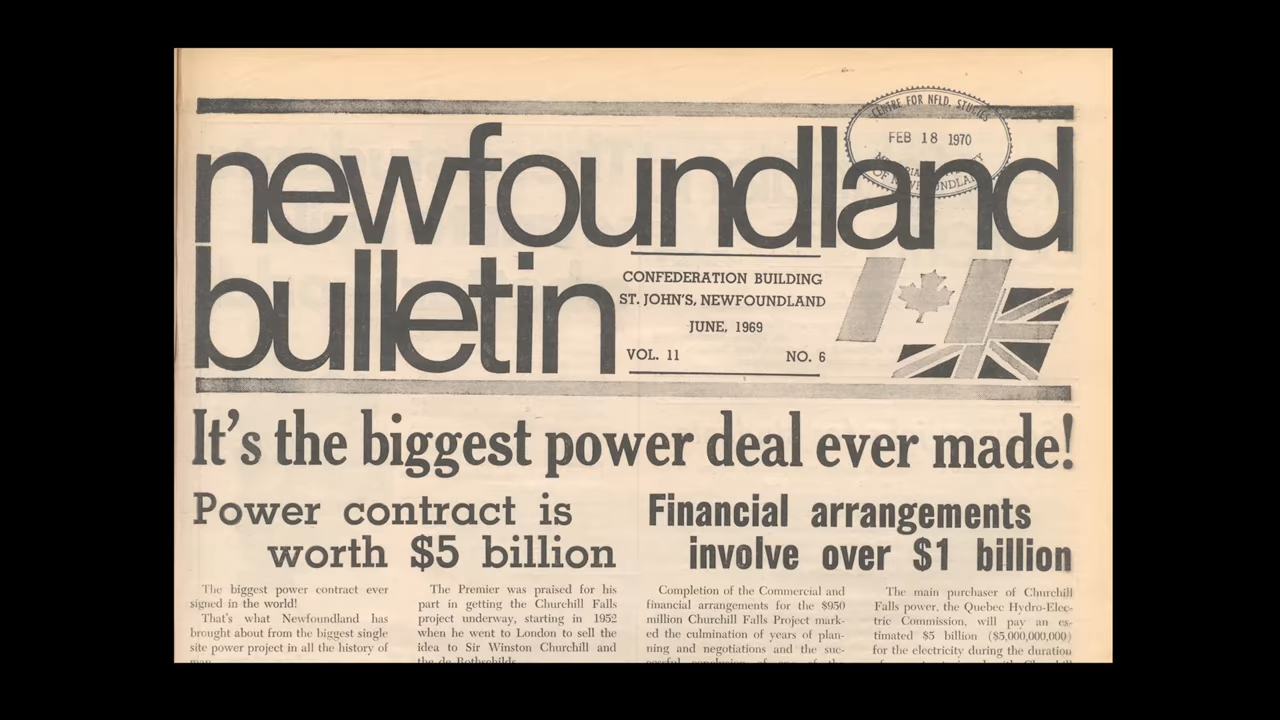 CENTRE FOR NFLD. STUDIES
FEB 18 1970
OF NEWFOUNDLAND
newfoundland
bulletin
CONFEDERATION BUILDING
ST. JOHN'S, NEWFOUNDLAND
JUNE, 1969
VOL. 11 NO. 6
It's the biggest power deal ever made!
Power contract is
worth $5 billion
The biggest power contract ever
signed in the world!
That's what Newfoundland has
brought about from the biggest single
site power project in all the history of
The Premier was praised for his
part in getting the Churchill Falls
project underway, starting in 1952
when he went to London to sell the
idea to Sir Winston Churchill and
the de Rothschilds
Financial arrangements
involve over $1 billion
Completion of the Commercial and
financial arrangements for the $950
million Churchill Falls Project mark-
ed the culmination of years of plan-
ning and negotiations and the suc-
The main purchaser of Churchill
Falls power, the Quebec Hydro-Elec-
tric Commission, will pay an es-
timated $5 billion ($5,000,000,000)
for the electricity during the duration